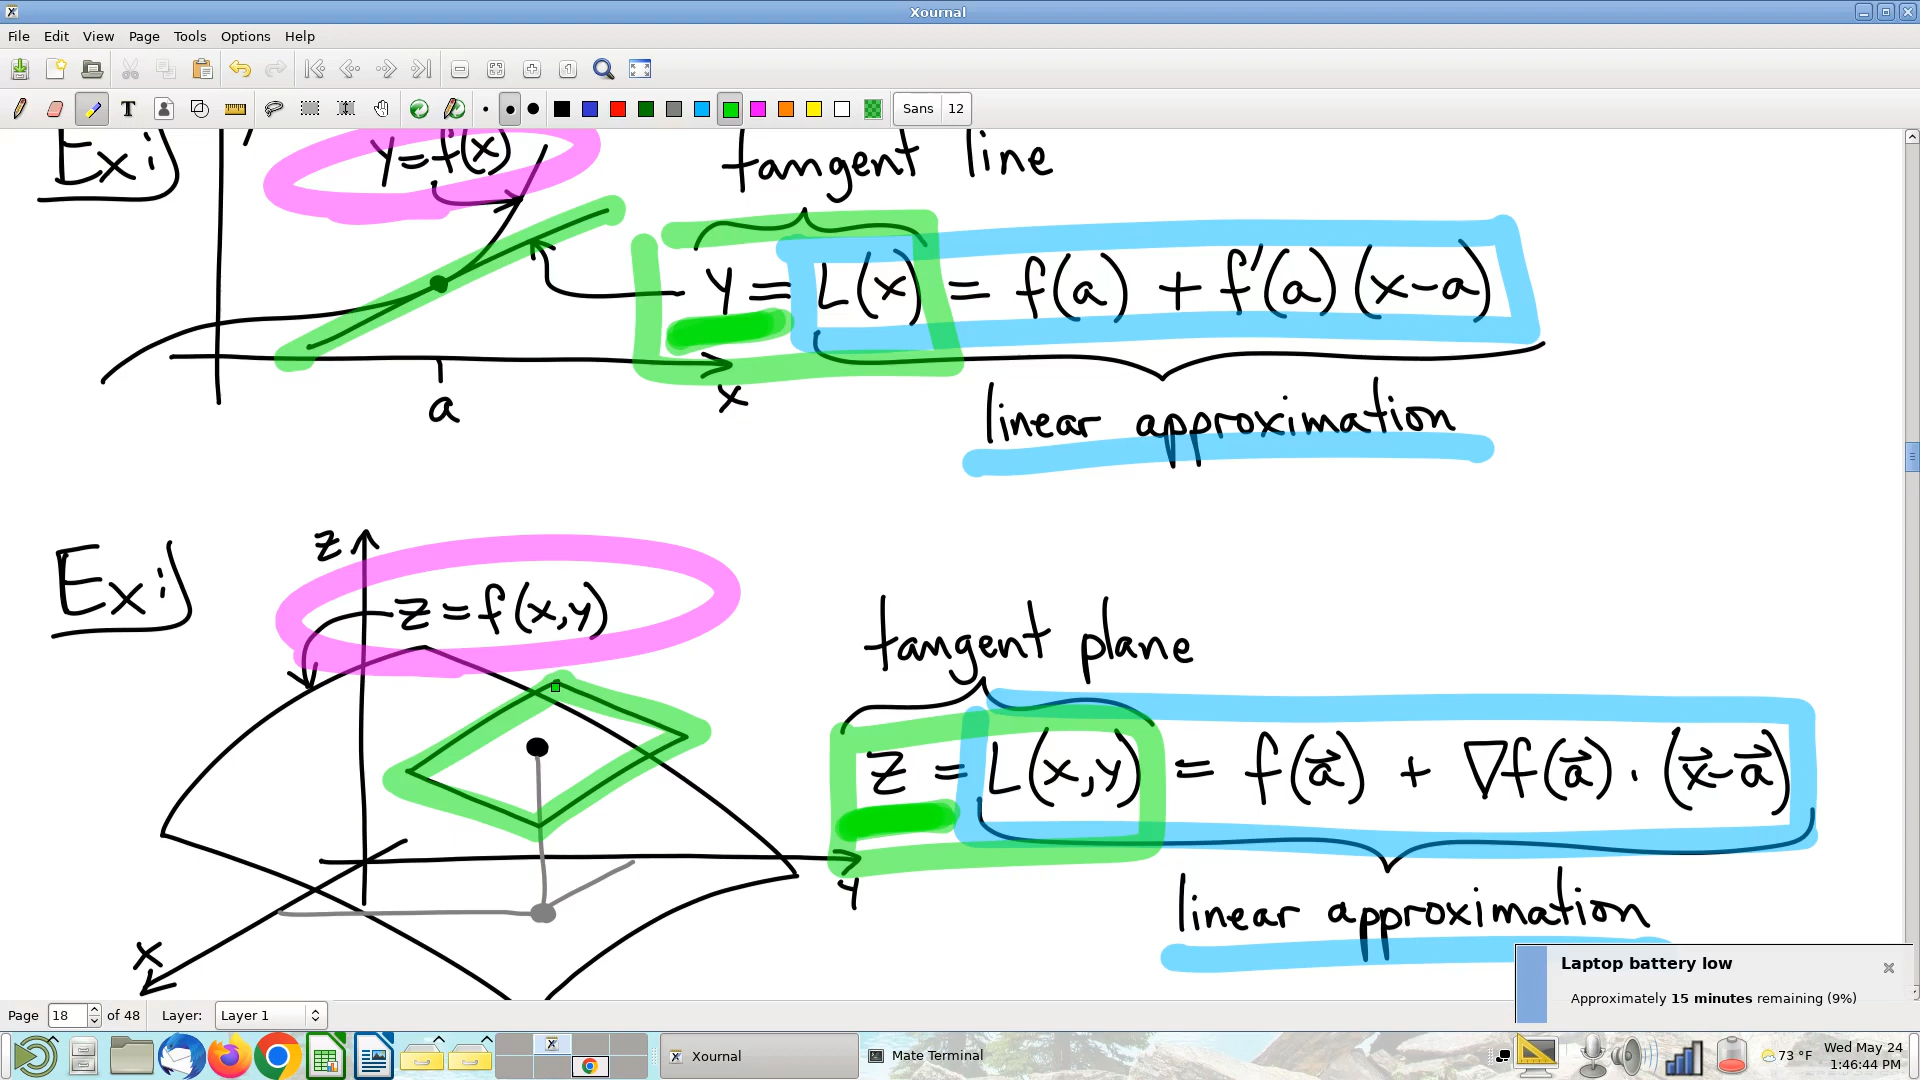 Xournal
File Edit View Page Tools Options Help
Sans 12
Ex:
y=f(x)
tangent line
y = L(x) = f(a) + f'(a) (x-a)
a
x
linear approximation
Ex:
z
z = f(x,y)
tangent plane
z = L(x,y) = f(a⃗) + ∇f(a⃗) · (x⃗-a⃗)
y
x
linear approximation
Laptop battery low
Approximately 15 minutes remaining (9%)
Page 18 of 48 Layer: Layer 1
Xournal
Mate Terminal
73 °F
Wed May 24
1:46:44 PM